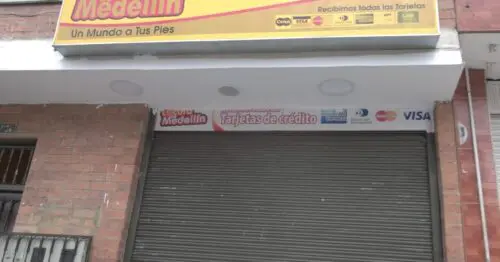 Medellín
Un Mundo a Tus Pies
Recibimos todas las Tarjetas
VISA
Medellín
Tarjetas de crédito
VISA